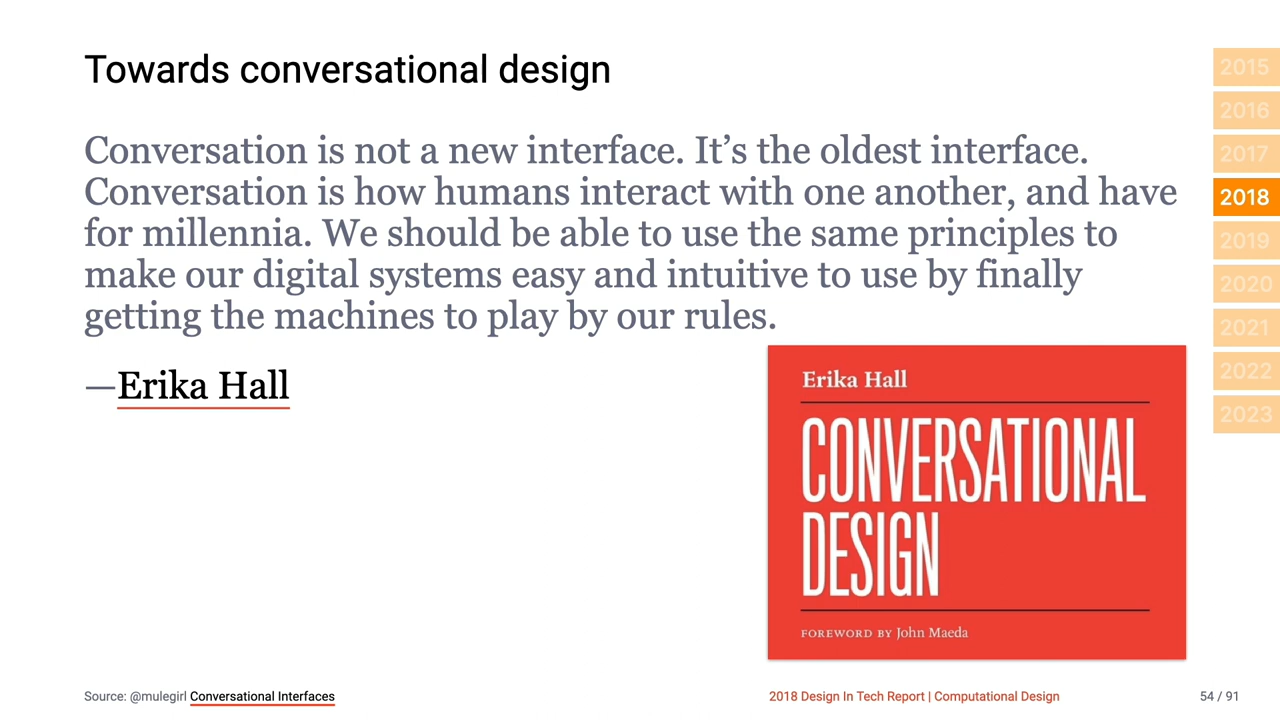 Towards conversational design
Conversation is not a new interface. It’s the oldest interface.
Conversation is how humans interact with one another, and have
for millennia. We should be able to use the same principles to
make our digital systems easy and intuitive to use by finally
getting the machines to play by our rules.
—Erika Hall
Erika Hall
CONVERSATIONAL
DESIGN
FOREWORD BY John Maeda
2015
2016
2017
2018
2019
2020
2021
2022
2023
Source: @mulegirl Conversational Interfaces
2018 Design In Tech Report | Computational Design
54 / 91